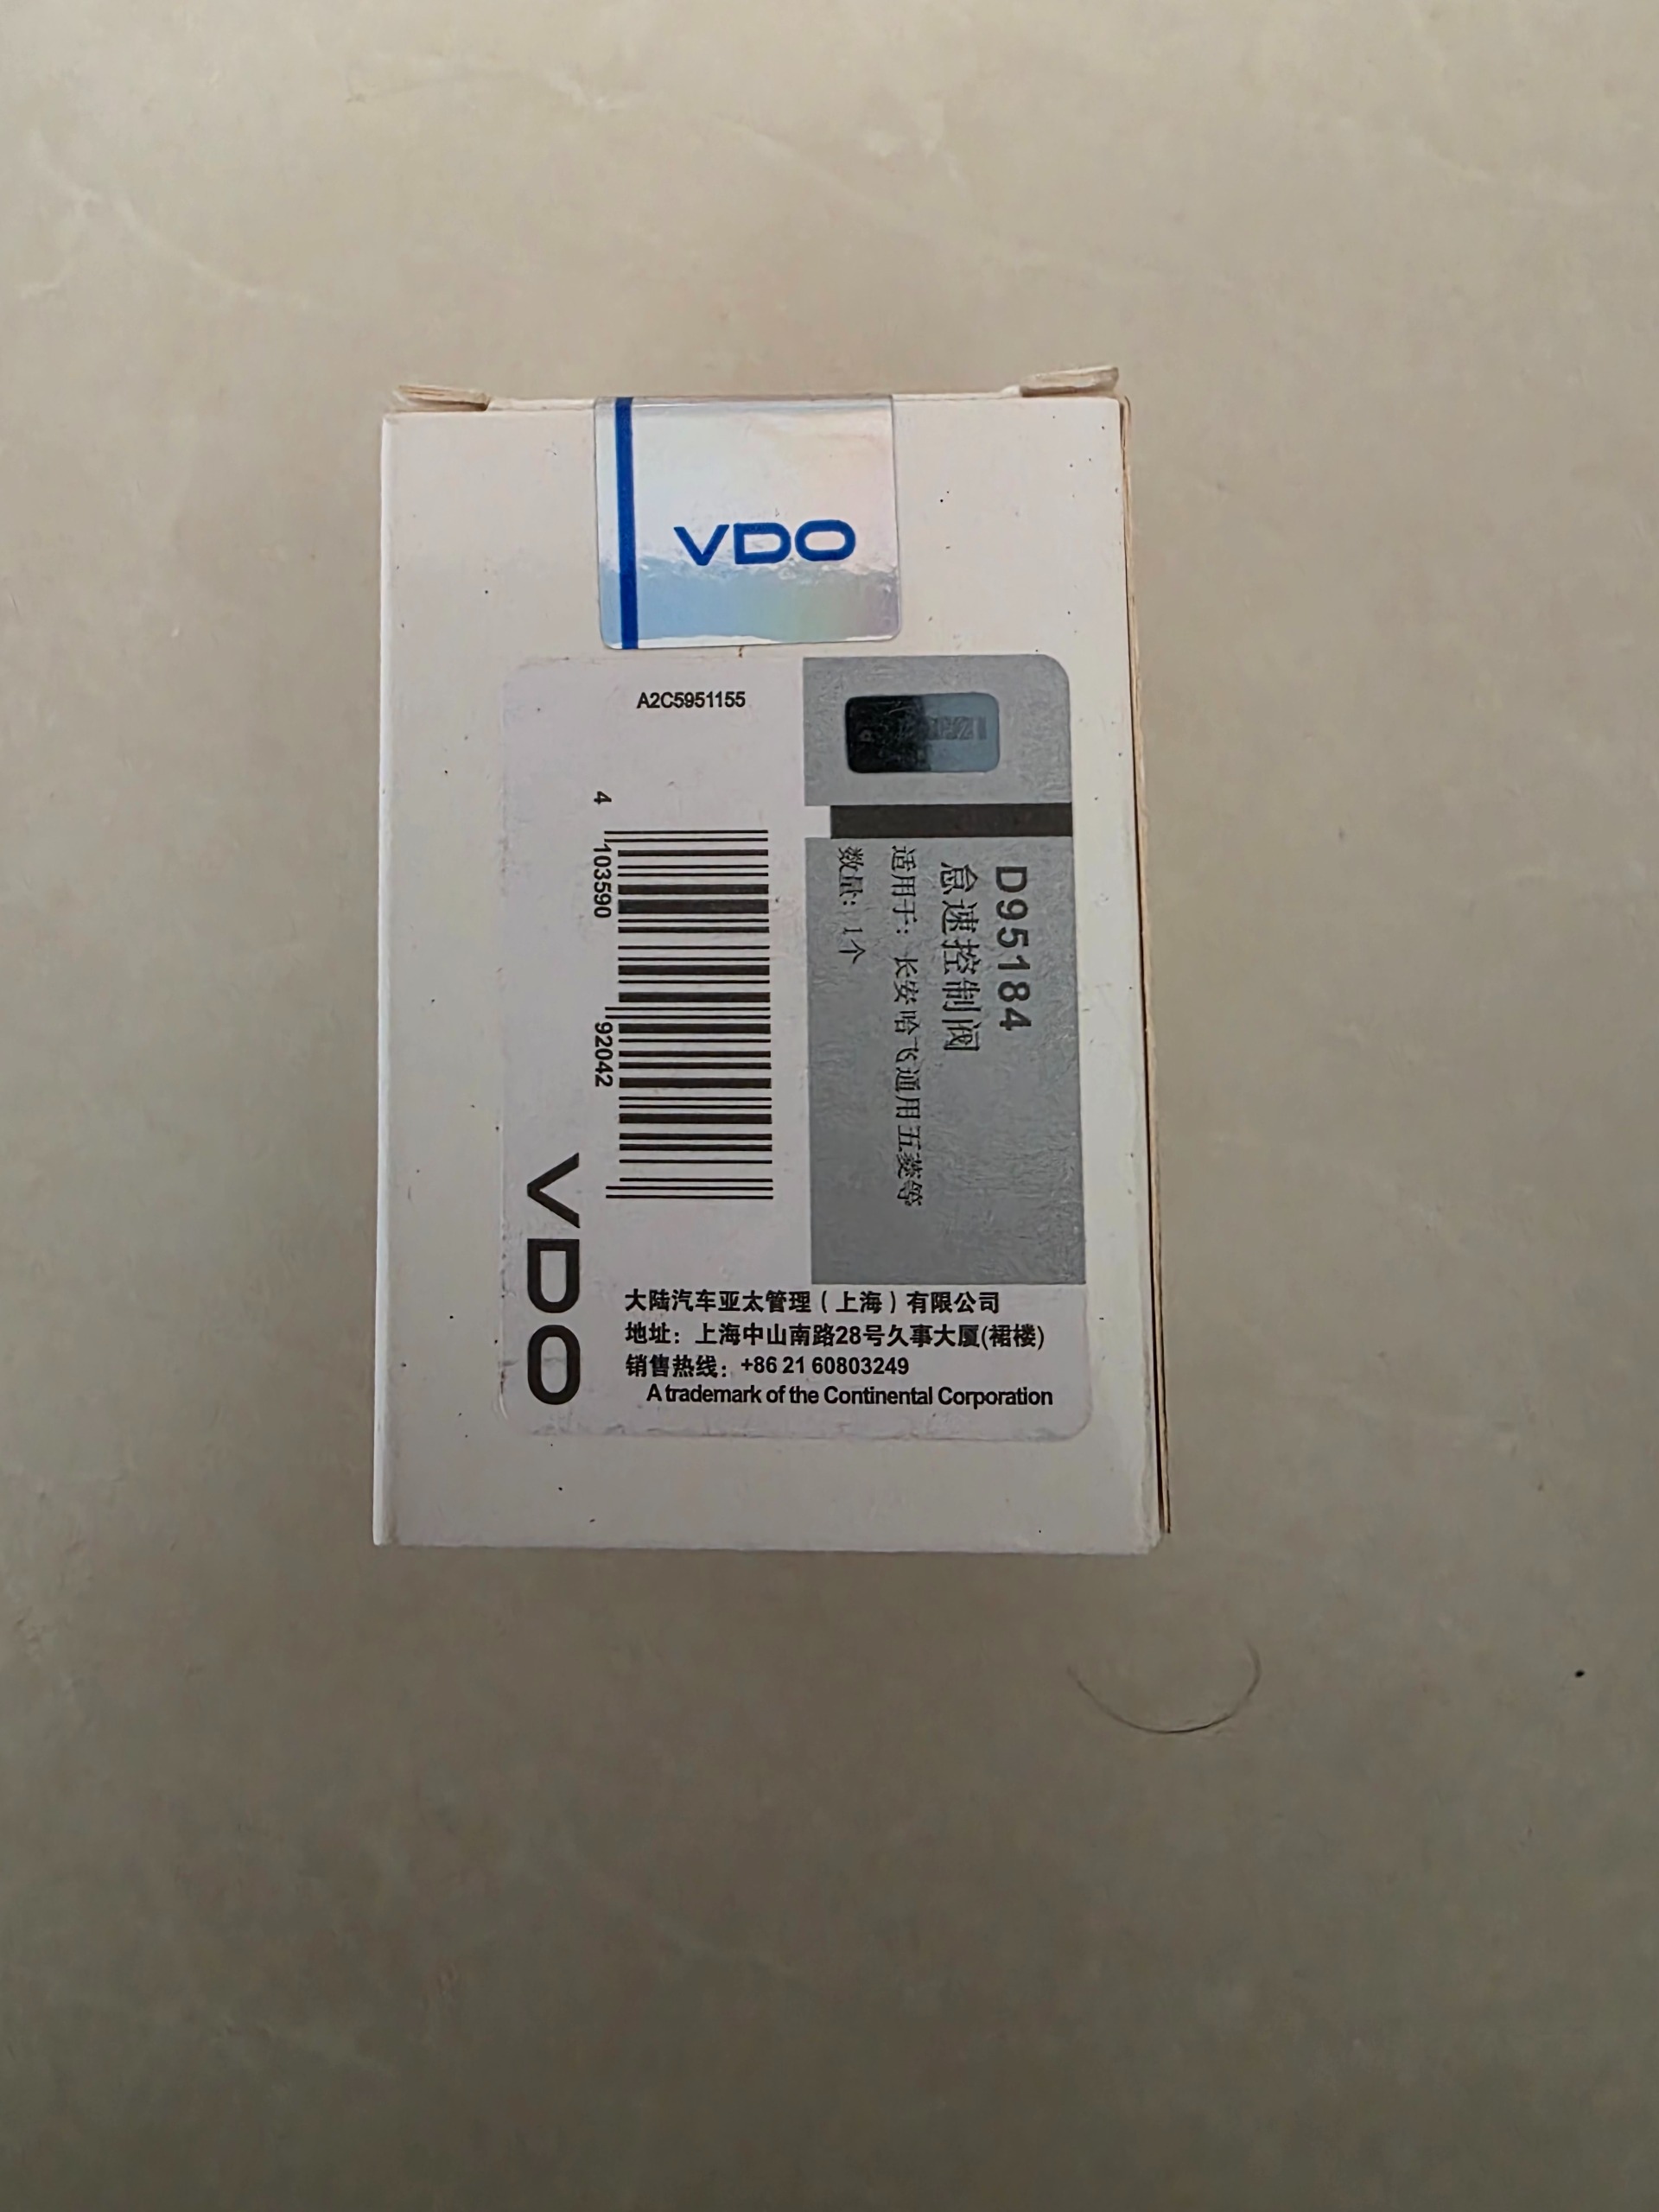 VDO
A2C5951155
D95184
怠速控制阀
适用于：长安哈飞通用五菱等
数量：1个
4 103590 92042
VDO
大陆汽车亚太管理（上海）有限公司
地址：上海中山南路28号久事大厦(裙楼)
销售热线：+86 21 60803249
A trademark of the Continental Corporation